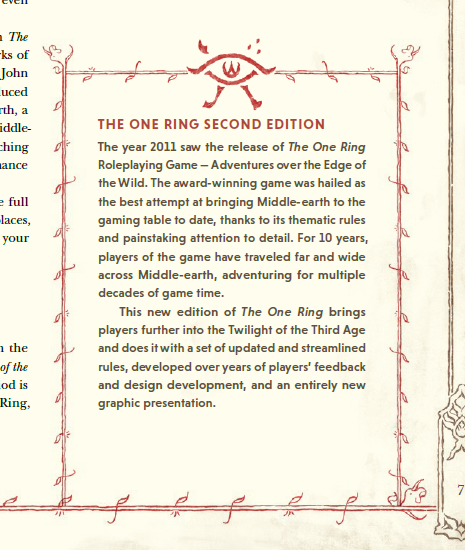 even
The
ks of
John
uced
rth, a
iddle-
ching
nance
e full
places,
your
n the
of the
od is
Ring,
THE ONE RING SECOND EDITION
The year 2011 saw the release of The One Ring
Roleplaying Game – Adventures over the Edge of
the Wild. The award-winning game was hailed as
the best attempt at bringing Middle-earth to the
gaming table to date, thanks to its thematic rules
and painstaking attention to detail. For 10 years,
players of the game have traveled far and wide
across Middle-earth, adventuring for multiple
decades of game time.
This new edition of The One Ring brings
players further into the Twilight of the Third Age
and does it with a set of updated and streamlined
rules, developed over years of players' feedback
and design development, and an entirely new
graphic presentation.
7